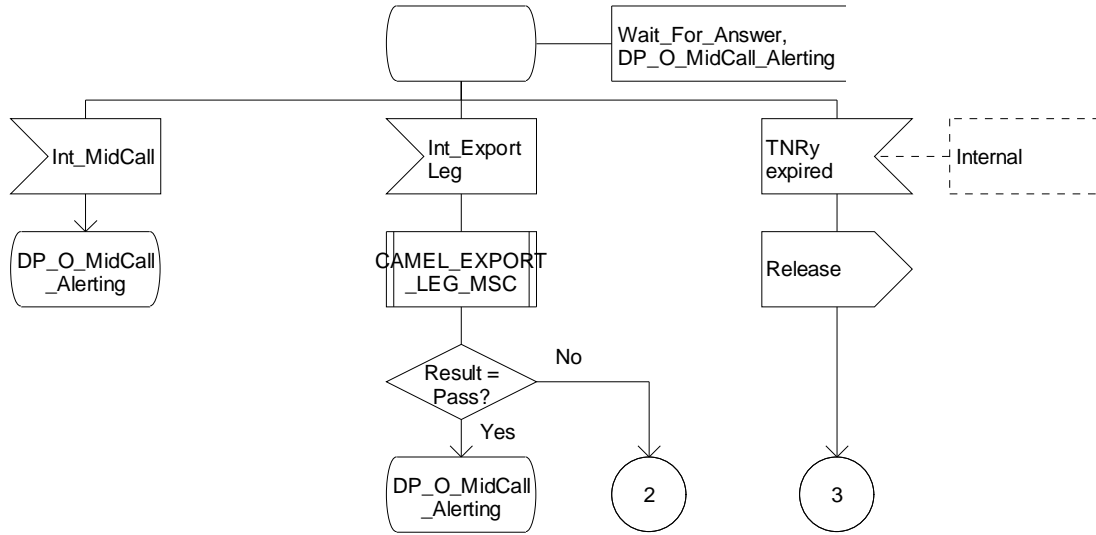 Wait_For_Answer,
DP_O_MidCall_Alerting
Int_MidCall
Int_Export
Leg
TNRy
expired
Internal
DP_O_MidCall
_Alerting
CAMEL_EXPORT
_LEG_MSC
Release
Result =
Pass?
No
Yes
DP_O_MidCall
_Alerting
2
3